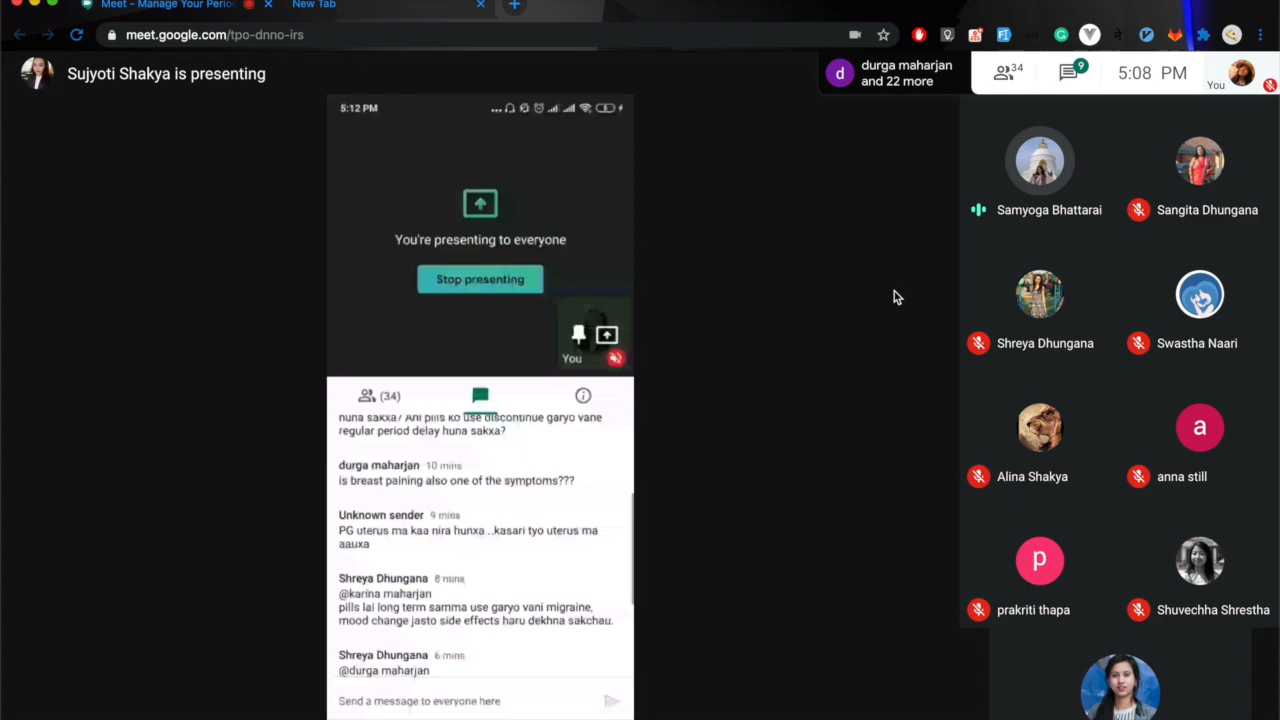 Meet - Manage Your Perio
New Tab
meet.google.com/tpo-dnno-irs
Sujyoti Shakya is presenting
d
durga maharjan
and 22 more
34
9
5:08 PM
You
5:12 PM
You're presenting to everyone
Stop presenting
You
(34)
huna sakxa? Ani pills ko use discontinue garyo vane
regular period delay huna sakxa?
durga maharjan 10 mins
is breast paining also one of the symptoms???
Unknown sender 9 mins
PG uterus ma kaa nira hunxa ..kasari tyo uterus ma
aauxa
Shreya Dhungana 8 mins
@karina maharjan
pills lai long term samma use garyo vani migraine,
mood change jasto side effects haru dekhna sakchau.
Shreya Dhungana 6 mins
@durga maharjan
Send a message to everyone here
Samyoga Bhattarai
Sangita Dhungana
Shreya Dhungana
Swastha Naari
a
Alina Shakya
anna still
p
prakriti thapa
Shuvechha Shrestha